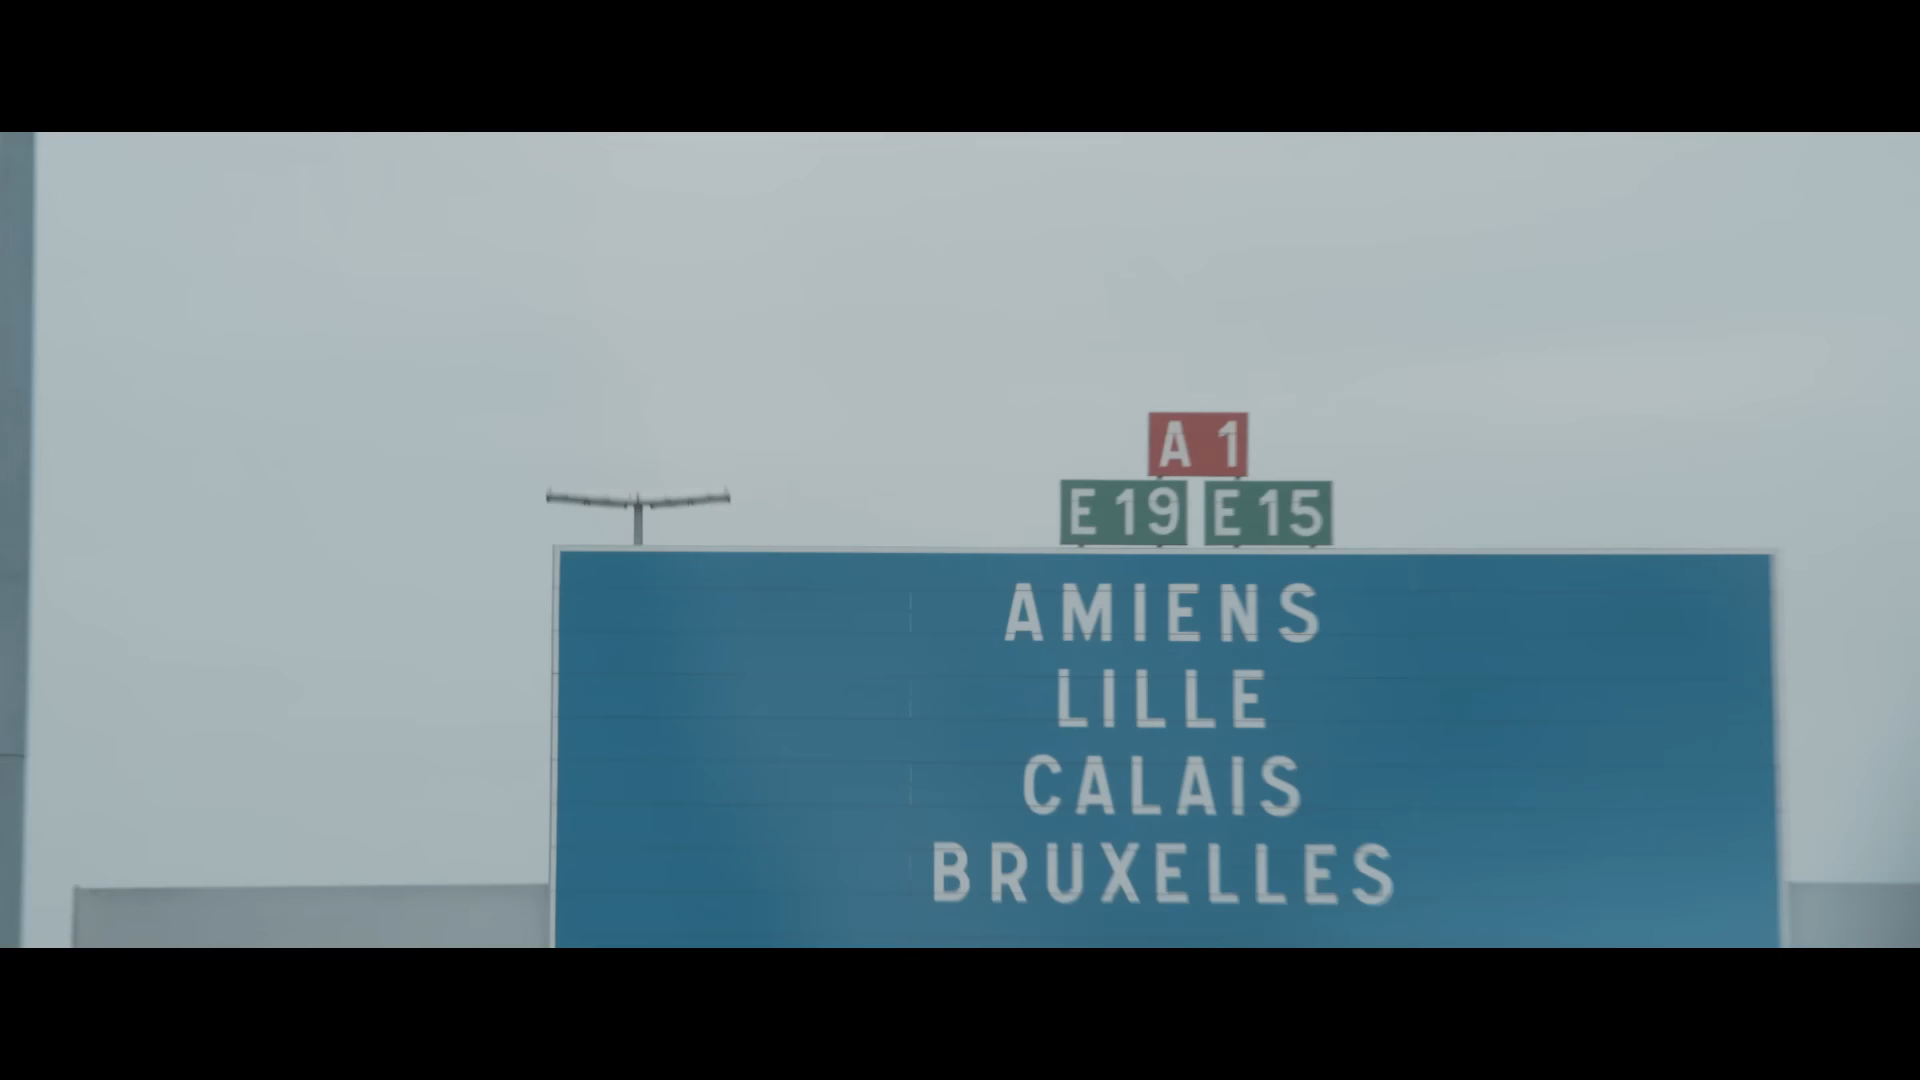 A 1
E 19 E 15
AMIENS
LILLE
CALAIS
BRUXELLES